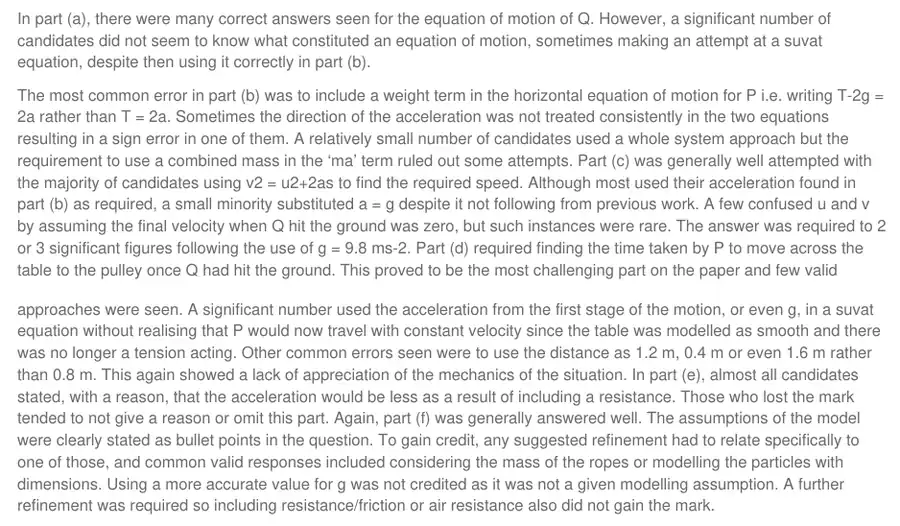 In part (a), there were many correct answers seen for the equation of motion of Q. However, a significant number of
candidates did not seem to know what constituted an equation of motion, sometimes making an attempt at a suvat
equation, despite then using it correctly in part (b).
The most common error in part (b) was to include a weight term in the horizontal equation of motion for P i.e. writing T-2g =
2a rather than T = 2a. Sometimes the direction of the acceleration was not treated consistently in the two equations
resulting in a sign error in one of them. A relatively small number of candidates used a whole system approach but the
requirement to use a combined mass in the ‘ma’ term ruled out some attempts. Part (c) was generally well attempted with
the majority of candidates using v2 = u2+2as to find the required speed. Although most used their acceleration found in
part (b) as required, a small minority substituted a = g despite it not following from previous work. A few confused u and v
by assuming the final velocity when Q hit the ground was zero, but such instances were rare. The answer was required to 2
or 3 significant figures following the use of g = 9.8 ms-2. Part (d) required finding the time taken by P to move across the
table to the pulley once Q had hit the ground. This proved to be the most challenging part on the paper and few valid
approaches were seen. A significant number used the acceleration from the first stage of the motion, or even g, in a suvat
equation without realising that P would now travel with constant velocity since the table was modelled as smooth and there
was no longer a tension acting. Other common errors seen were to use the distance as 1.2 m, 0.4 m or even 1.6 m rather
than 0.8 m. This again showed a lack of appreciation of the mechanics of the situation. In part (e), almost all candidates
stated, with a reason, that the acceleration would be less as a result of including a resistance. Those who lost the mark
tended to not give a reason or omit this part. Again, part (f) was generally answered well. The assumptions of the model
were clearly stated as bullet points in the question. To gain credit, any suggested refinement had to relate specifically to
one of those, and common valid responses included considering the mass of the ropes or modelling the particles with
dimensions. Using a more accurate value for g was not credited as it was not a given modelling assumption. A further
refinement was required so including resistance/friction or air resistance also did not gain the mark.